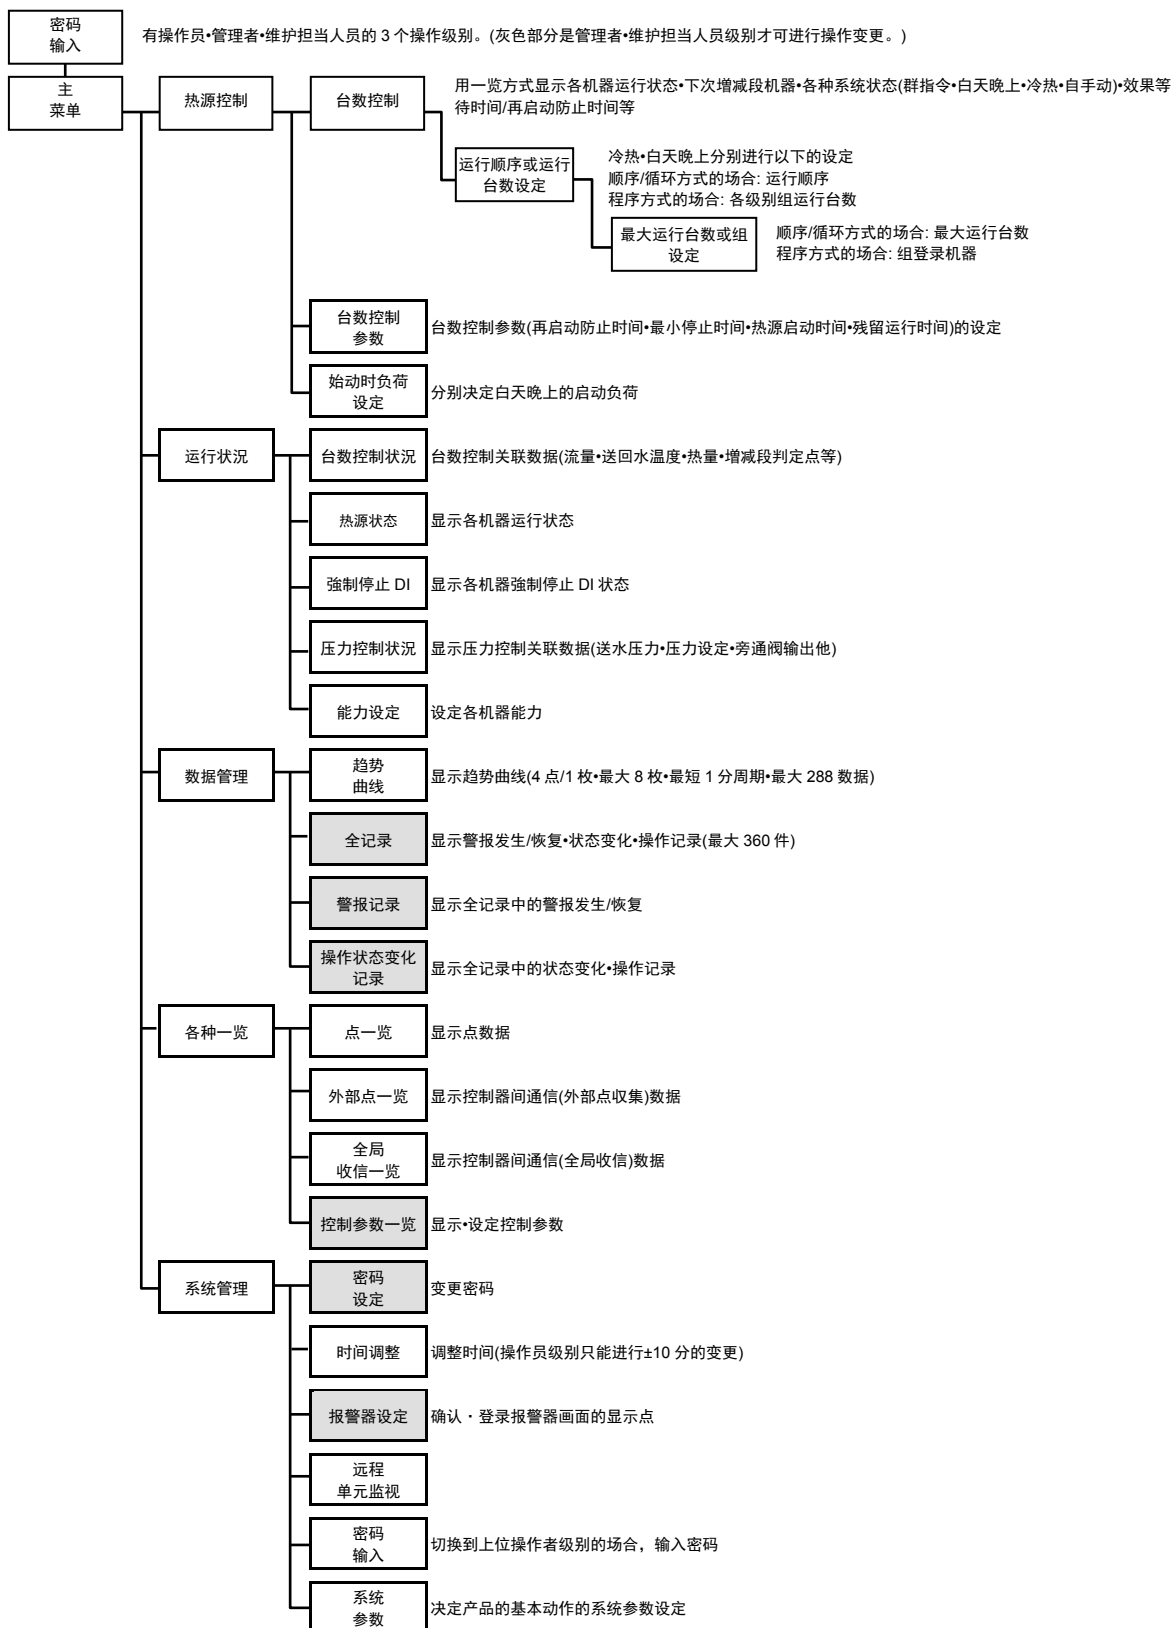 密码
输入
有操作员•管理者•维护担当人员的 3 个操作级别。(灰色部分是管理者•维护担当人员级别才可进行操作变更。)
主
菜单
热源控制
台数控制
用一览方式显示各机器运行状态•下次增减段机器•各种系统状态(群指令•白天晚上•冷热•自手动)•效果等
待时间/再启动防止时间等
运行顺序或运行
台数设定
冷热•白天晚上分别进行以下的设定
顺序/循环方式的场合: 运行顺序
程序方式的场合: 各级别组运行台数
最大运行台数或组
设定
顺序/循环方式的场合: 最大运行台数
程序方式的场合: 组登录机器
台数控制
参数
台数控制参数(再启动防止时间•最小停止时间•热源启动时间•残留运行时间)的设定
始动时负荷
设定
分别决定白天晚上的启动负荷
运行状况
台数控制状况
台数控制关联数据(流量•送回水温度•热量•增减段判定点等)
热源状态
显示各机器运行状态
強制停止 DI
显示各机器強制停止 DI 状态
压力控制状况
显示压力控制关联数据(送水压力•压力设定•旁通阀输出他)
能力设定
设定各机器能力
数据管理
趋势
曲线
显示趋势曲线(4 点/1 枚•最大 8 枚•最短 1 分周期•最大 288 数据)
全记录
显示警报发生/恢复•状态变化•操作记录(最大 360 件)
警报记录
显示全记录中的警报发生/恢复
操作状态变化
记录
显示全记录中的状态变化•操作记录
各种一览
点一览
显示点数据
外部点一览
显示控制器间通信(外部点收集)数据
全局
收信一览
显示控制器间通信(全局收信)数据
控制参数一览
显示•设定控制参数
系统管理
密码
设定
变更密码
时间调整
调整时间(操作员级别只能进行±10 分的变更)
报警器设定
确认・登录报警器画面的显示点
远程
单元监视
密码
输入
切换到上位操作者级别的场合，输入密码
系统
参数
决定产品的基本动作的系统参数设定